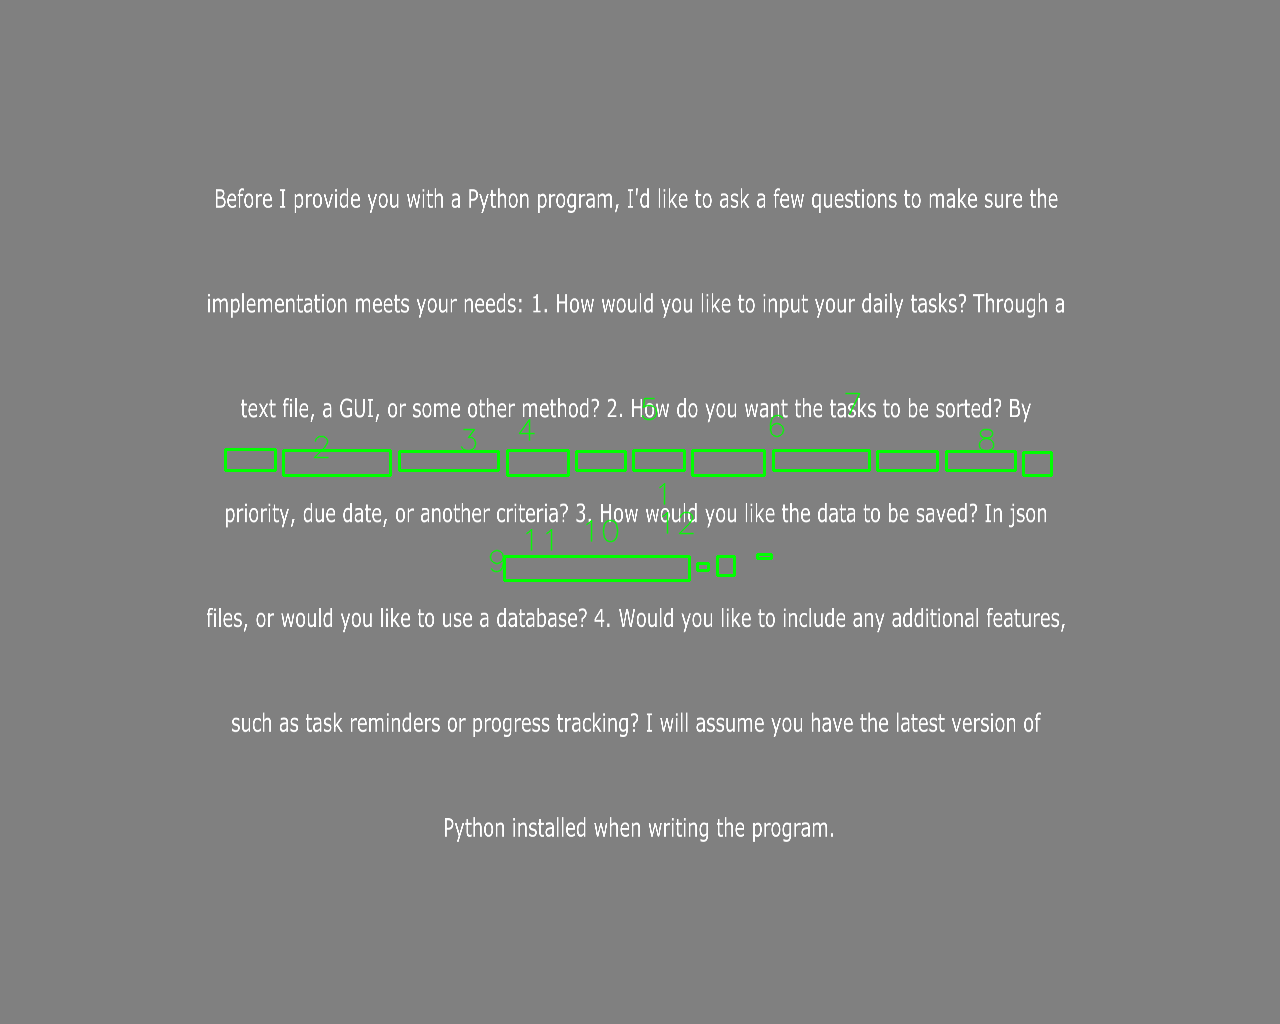 Before I provide you with a Python program, I'd like to ask a few questions to make sure the
implementation meets your needs: 1. How would you like to input your daily tasks? Through a
text file, a GUI, or some other method? 2. How do you want the tasks to be sorted? By
5 7
2 3 4 6 8
priority, due date, or another criteria? 3. How would you like the data to be saved? In json
1
9 11 10 12
files, or would you like to use a database? 4. Would you like to include any additional features,
such as task reminders or progress tracking? I will assume you have the latest version of
Python installed when writing the program.